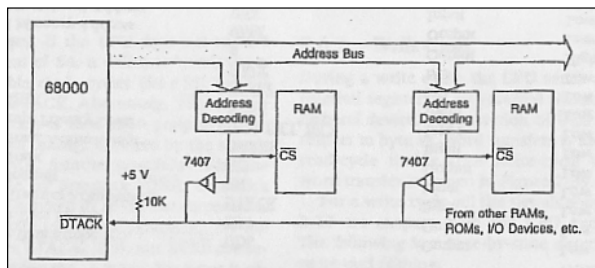 Address Bus
68000
Address
Decoding
RAM
CS
7407
Address
Decoding
RAM
CS
7407
+5 V
10K
DTACK
From other RAMs,
ROMs, I/O Devices, etc.